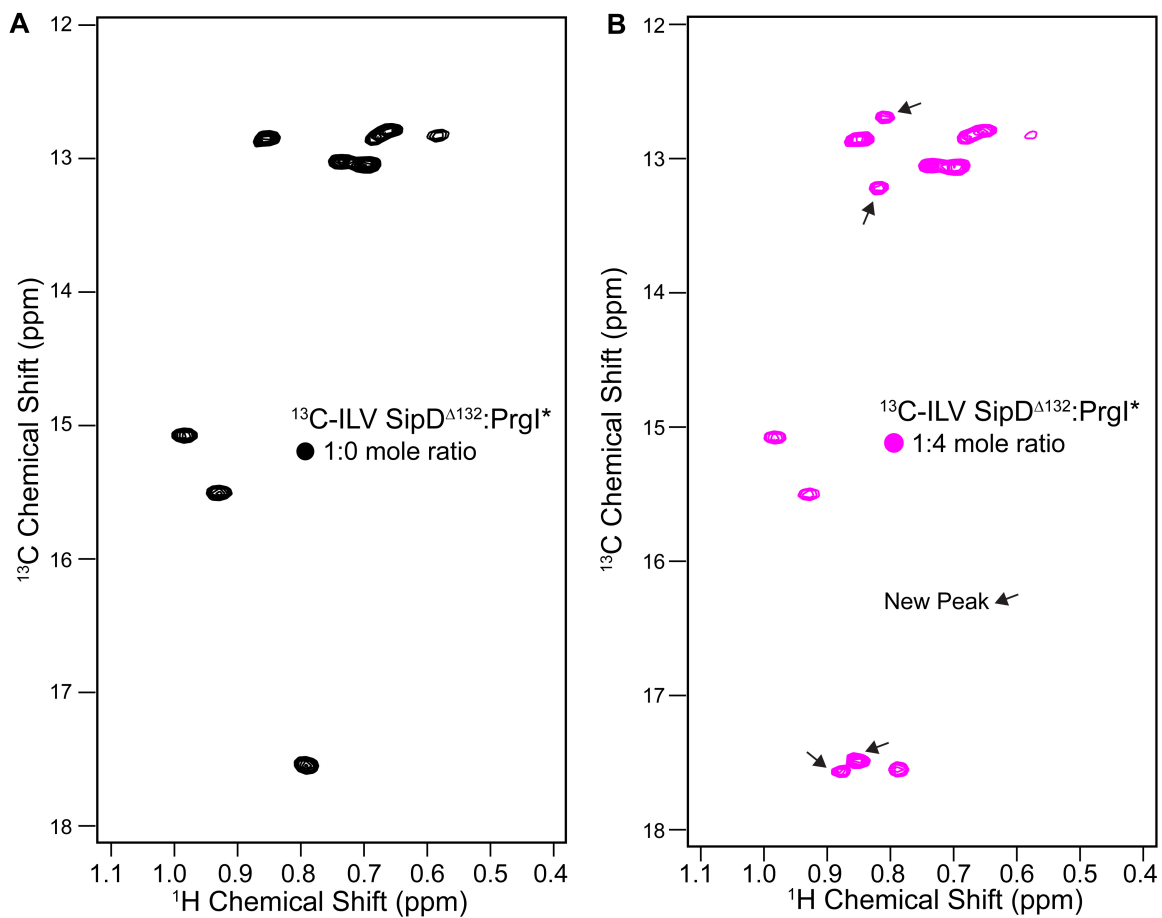 A
12
13
14
15
16
17
18
¹³C Chemical Shift (ppm)
¹³C-ILV SipD^Δ132:PrgI*
1:0 mole ratio
1.1 1.0 0.9 0.8 0.7 0.6 0.5 0.4
¹H Chemical Shift (ppm)
B
12
13
14
15
16
17
18
¹³C Chemical Shift (ppm)
¹³C-ILV SipD^Δ132:PrgI*
1:4 mole ratio
New Peak
1.1 1.0 0.9 0.8 0.7 0.6 0.5 0.4
¹H Chemical Shift (ppm)